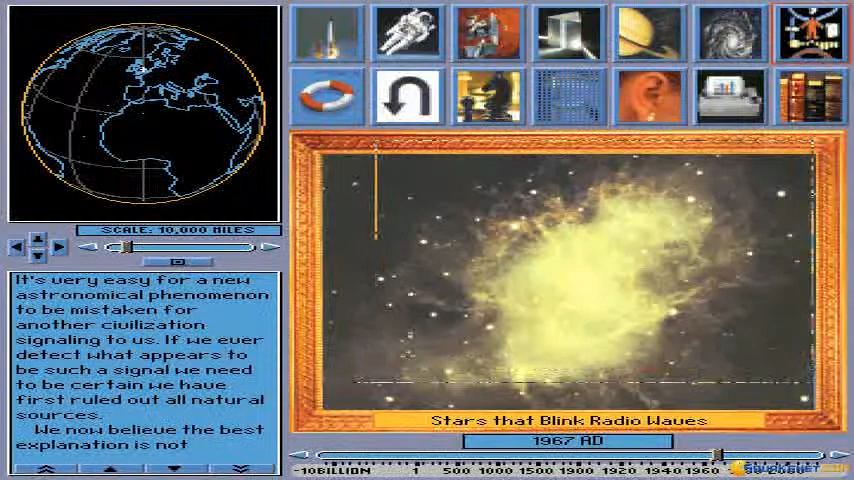 SCALE: 10,000 MILES
It's very easy for a new
astronomical phenomenon
to be mistaken for
another civilization
signaling to us. If we ever
detect what appears to
be such a signal we need
to be certain we have
first ruled out all natural
sources.
We now believe the best
explanation is not
Stars that Blink Radio Waves
1967 AD
-10BILLION 1 500 1000 1500 1900 1920 1940 1960